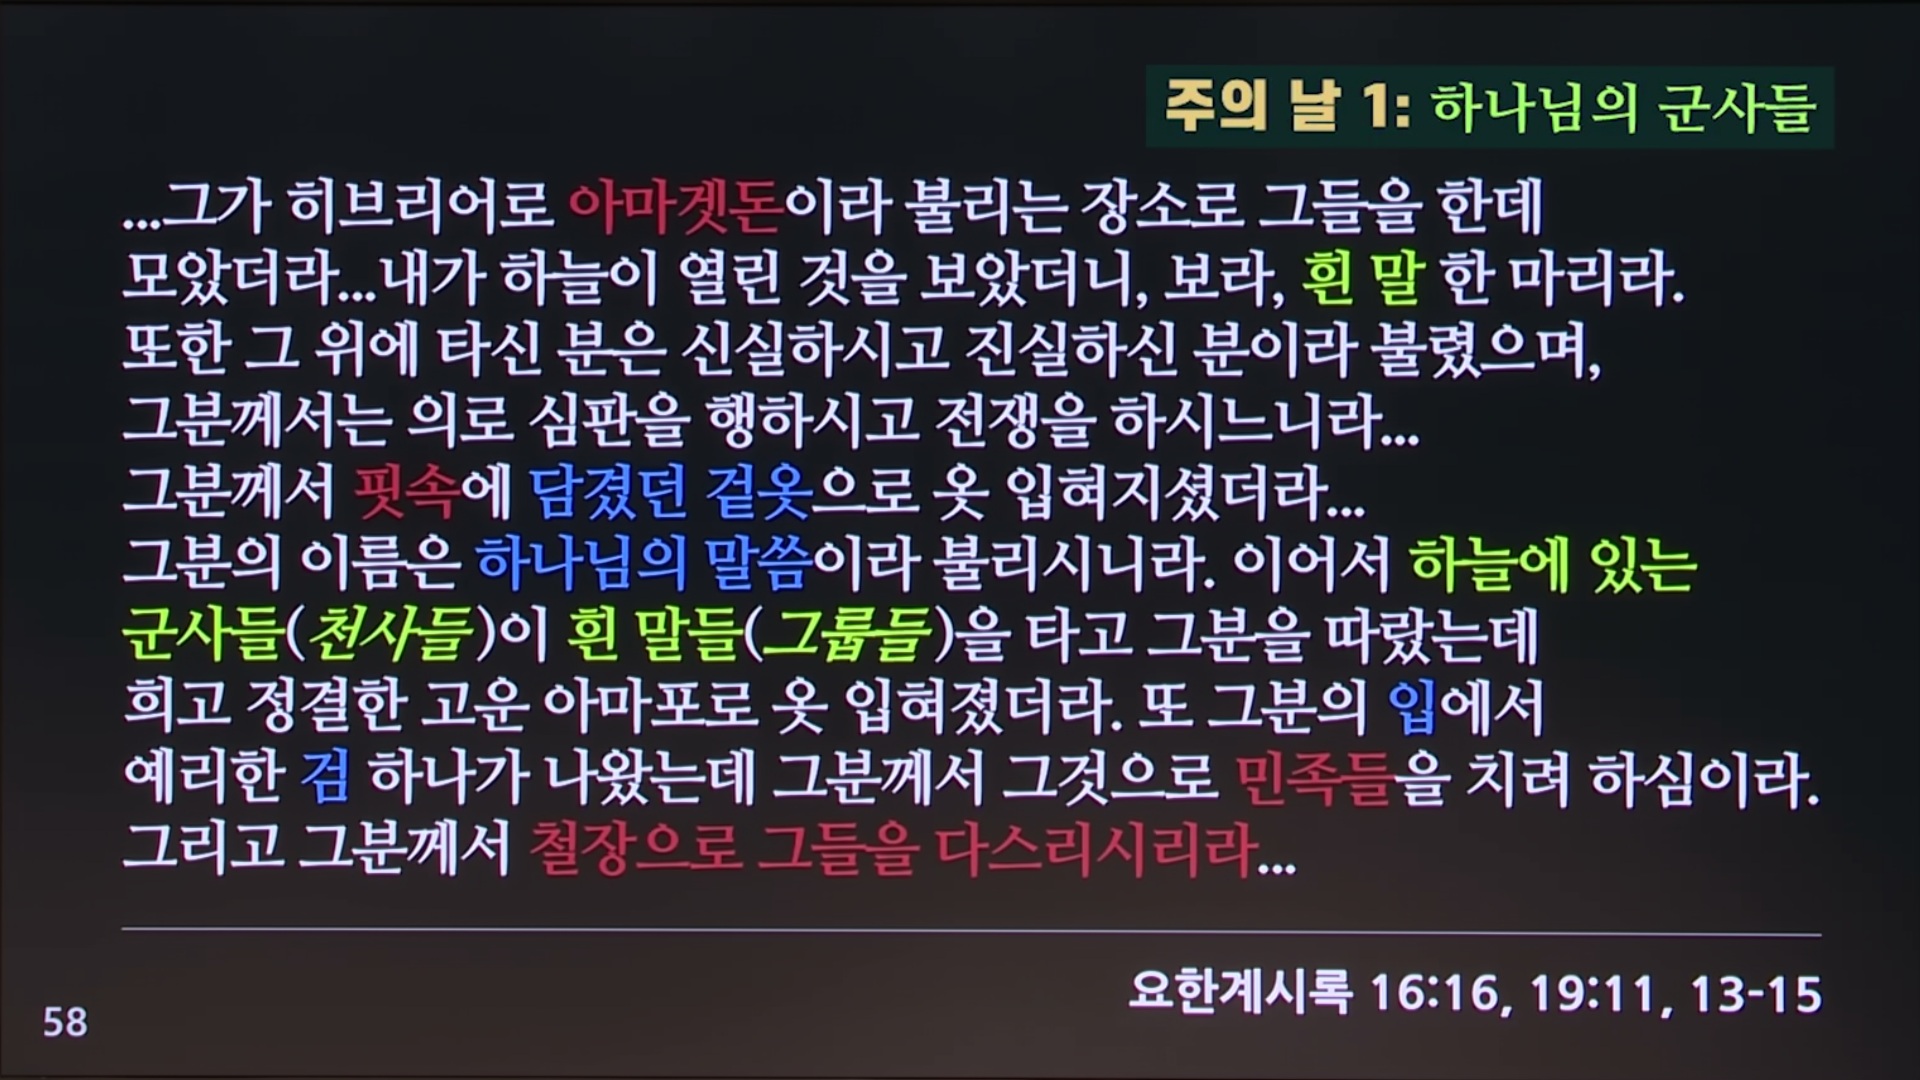 주의 날 1: 하나님의 군사들
...그가 히브리어로 아마겟돈이라 불리는 장소로 그들을 한데
모았더라...내가 하늘이 열린 것을 보았더니, 보라, 흰 말 한 마리라.
또한 그 위에 타신 분은 신실하시고 진실하신 분이라 불렸으며,
그분께서는 의로 심판을 행하시고 전쟁을 하시느니라...
그분께서 핏속에 담겼던 겉옷으로 옷 입혀지셨더라...
그분의 이름은 하나님의 말씀이라 불리시니라. 이어서 하늘에 있는
군사들(천사들)이 흰 말들(그룹들)을 타고 그분을 따랐는데
희고 정결한 고운 아마포로 옷 입혀졌더라. 또 그분의 입에서
예리한 검 하나가 나왔는데 그분께서 그것으로 민족들을 치려 하심이라.
그리고 그분께서 철장으로 그들을 다스리시리라...
요한계시록 16:16, 19:11, 13-15
58